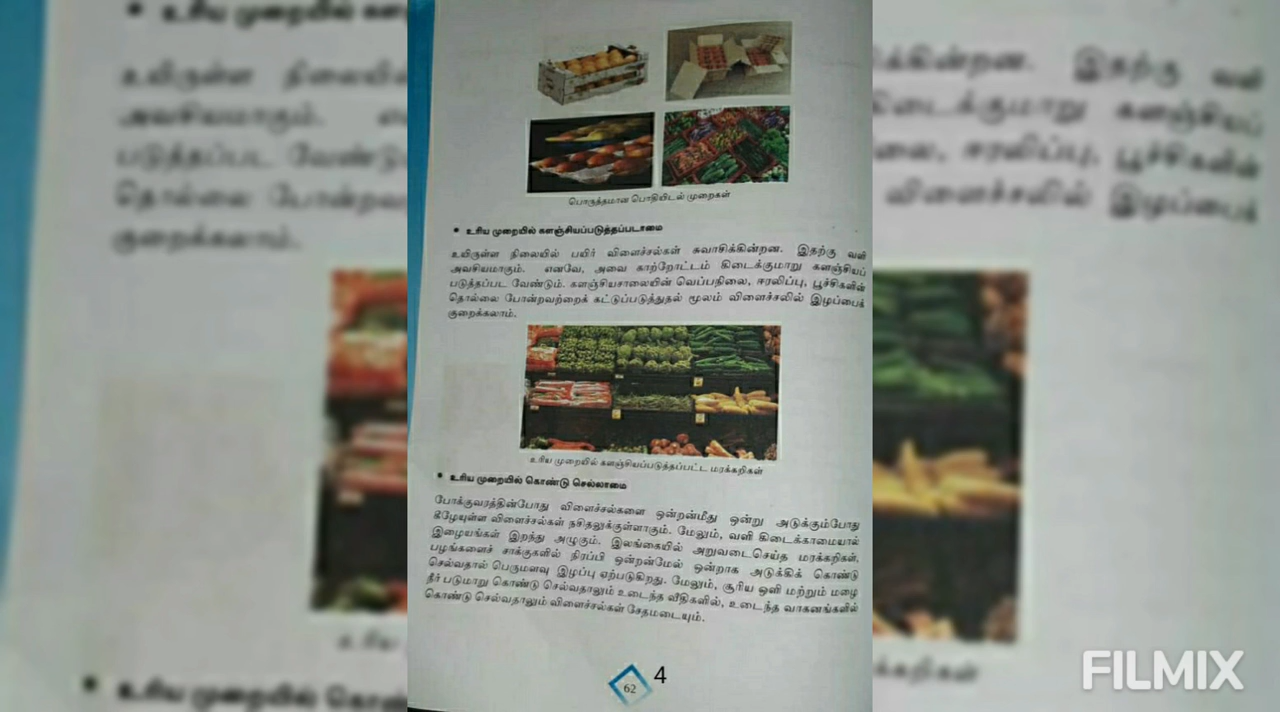 பொருத்தமான பொதியிடல் முறைகள்
• உரிய முறையில் களஞ்சியப்படுத்தப்படாமை
உயிருள்ள நிலையில் பயிர் விளைச்சல்கள் சுவாசிக்கின்றன. இதற்கு வளி
அவசியமாகும். எனவே, அவை காற்றோட்டம் கிடைக்குமாறு களஞ்சியப்
படுத்தப்பட வேண்டும். களஞ்சியசாலையின் வெப்பநிலை, ஈரலிப்பு, பூச்சிகளின்
தொல்லை போன்றவற்றைக் கட்டுப்படுத்துதல் மூலம் விளைச்சலில் இழப்பைக்
குறைக்கலாம்.
உரிய முறையில் களஞ்சியப்படுத்தப்பட்ட மரக்கறிகள்
• உரிய முறையில் கொண்டு செல்லாமை
போக்குவரத்தின்போது விளைச்சல்களை ஒன்றன்மீது ஒன்று அடுக்கும்போது
கீழேயுள்ள விளைச்சல்கள் நசிதலுக்குள்ளாகும். மேலும், வளி கிடைக்காமையால்
இழையங்கள் இறந்து அழுகும். இலங்கையில் அறுவடைசெய்த மரக்கறிகள்,
பழங்களைச் சாக்குகளில் நிரப்பி ஒன்றன்மேல் ஒன்றாக அடுக்கிக் கொண்டு
செல்வதால் பெருமளவு இழப்பு ஏற்படுகிறது. மேலும், சூரிய ஒளி மற்றும் மழை
நீர் படுமாறு கொண்டு செல்வதாலும் உடைந்த வீதிகளில், உடைந்த வாகனங்களில்
கொண்டு செல்வதாலும் விளைச்சல்கள் சேதமடையும்.
62
4
FILMIX